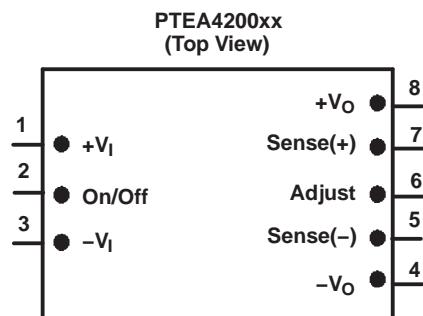 PTEA4200xx
(Top View)
+VO
8
1
+VI
Sense(+)
7
2
On/Off
Adjust
6
3
−VI
Sense(−)
5
−VO
4